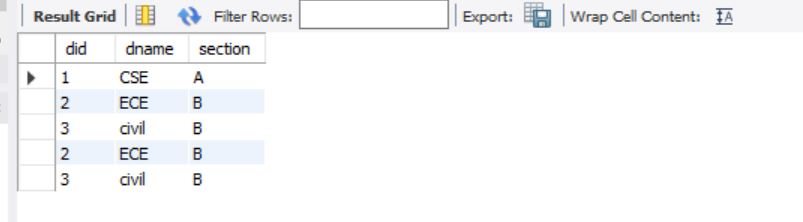 Result Grid Filter Rows: Export: Wrap Cell Content:
did dname section
1 CSE A
2 ECE B
3 civil B
2 ECE B
3 civil B